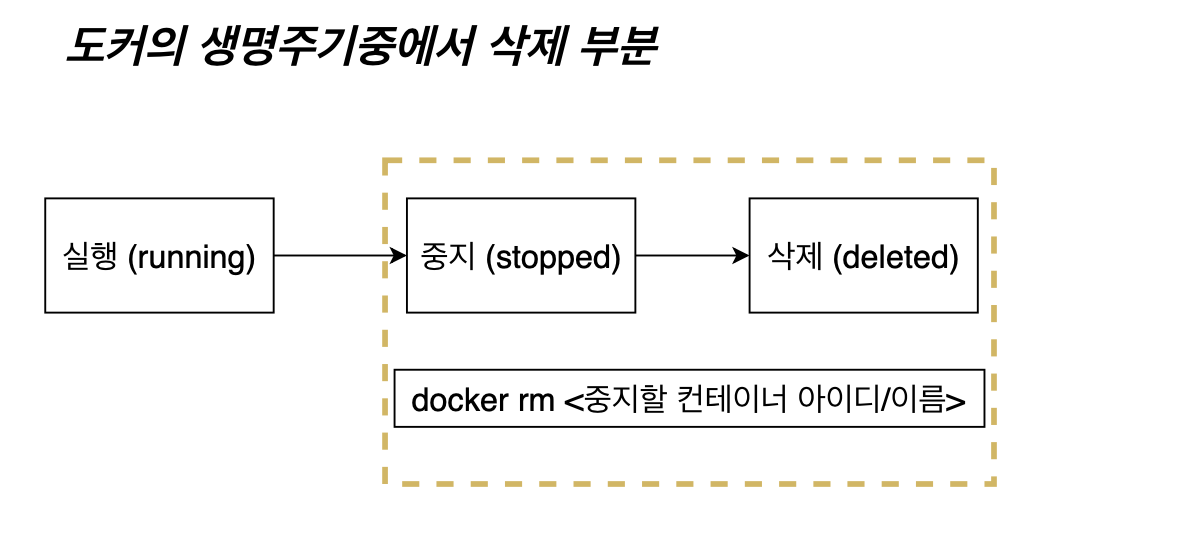 도커의 생명주기중에서 삭제 부분
실행 (running)
중지 (stopped)
삭제 (deleted)
docker rm <중지할 컨테이너 아이디/이름>